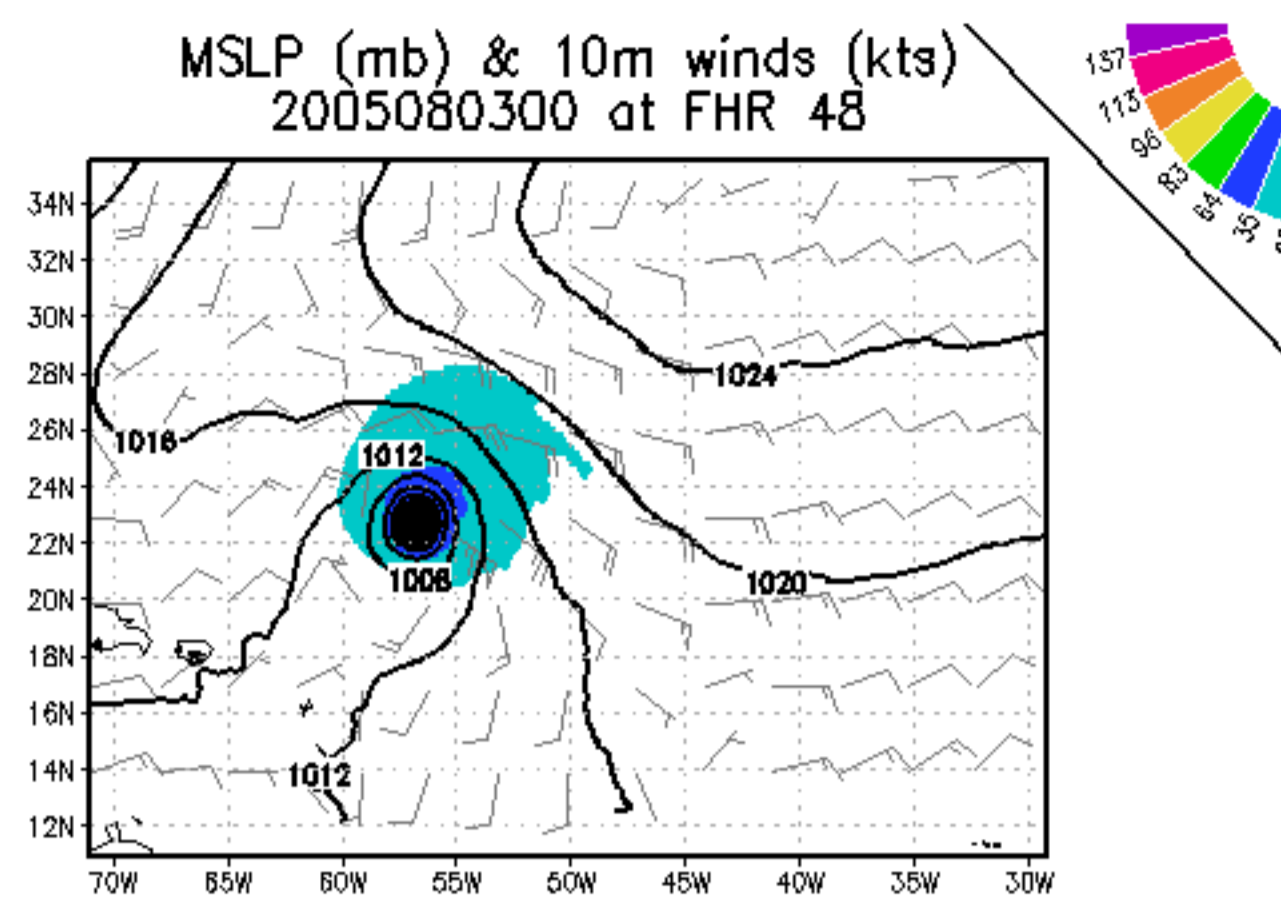 MSLP (mb) & 10m winds (kts)
2005080300 at FHR 48
137
113
96
83
64
35
34N
32N
30N
28N
26N
24N
22N
20N
18N
16N
14N
12N
1024
1016
1012
1008
1020
1012
70W 65W 60W 55W 50W 45W 40W 35W 30W